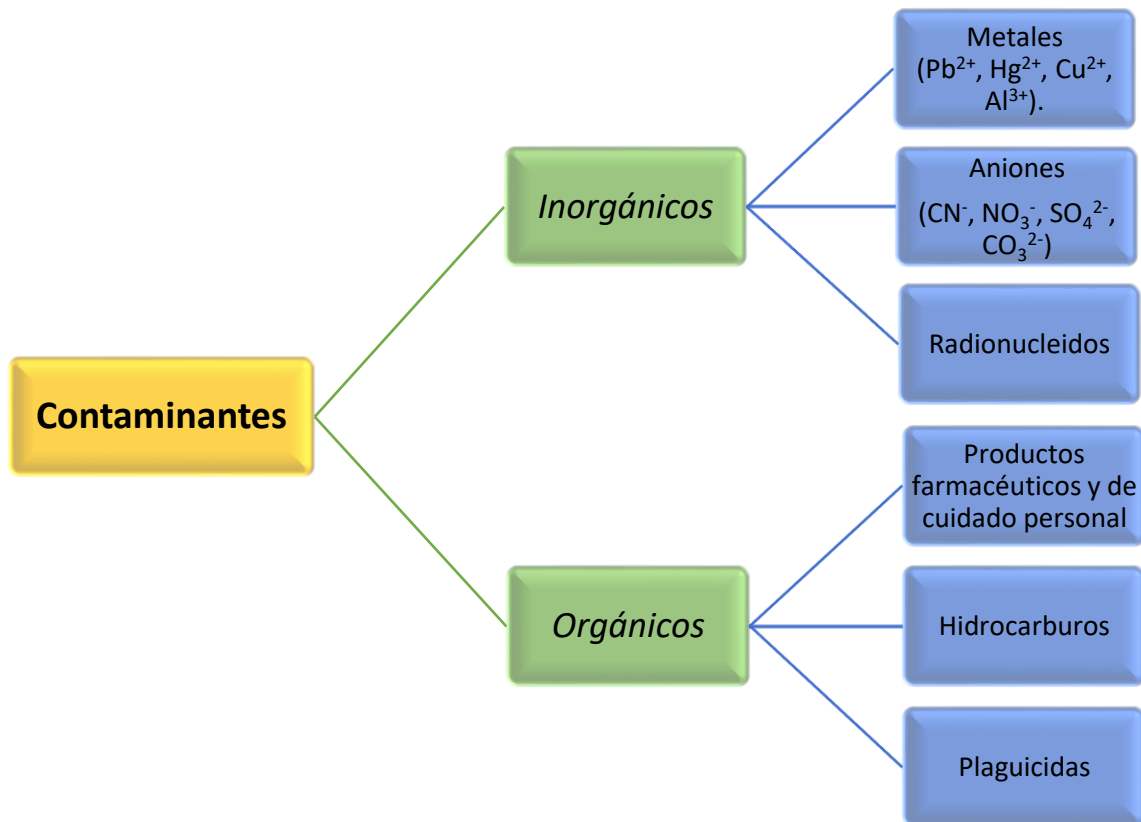 Contaminantes
Inorgánicos
Metales
(Pb²⁺, Hg²⁺, Cu²⁺,
Al³⁺).
Aniones
(CN⁻, NO₃⁻, SO₄²⁻,
CO₃²⁻)
Radionucleidos
Orgánicos
Productos
farmacéuticos y de
cuidado personal
Hidrocarburos
Plaguicidas